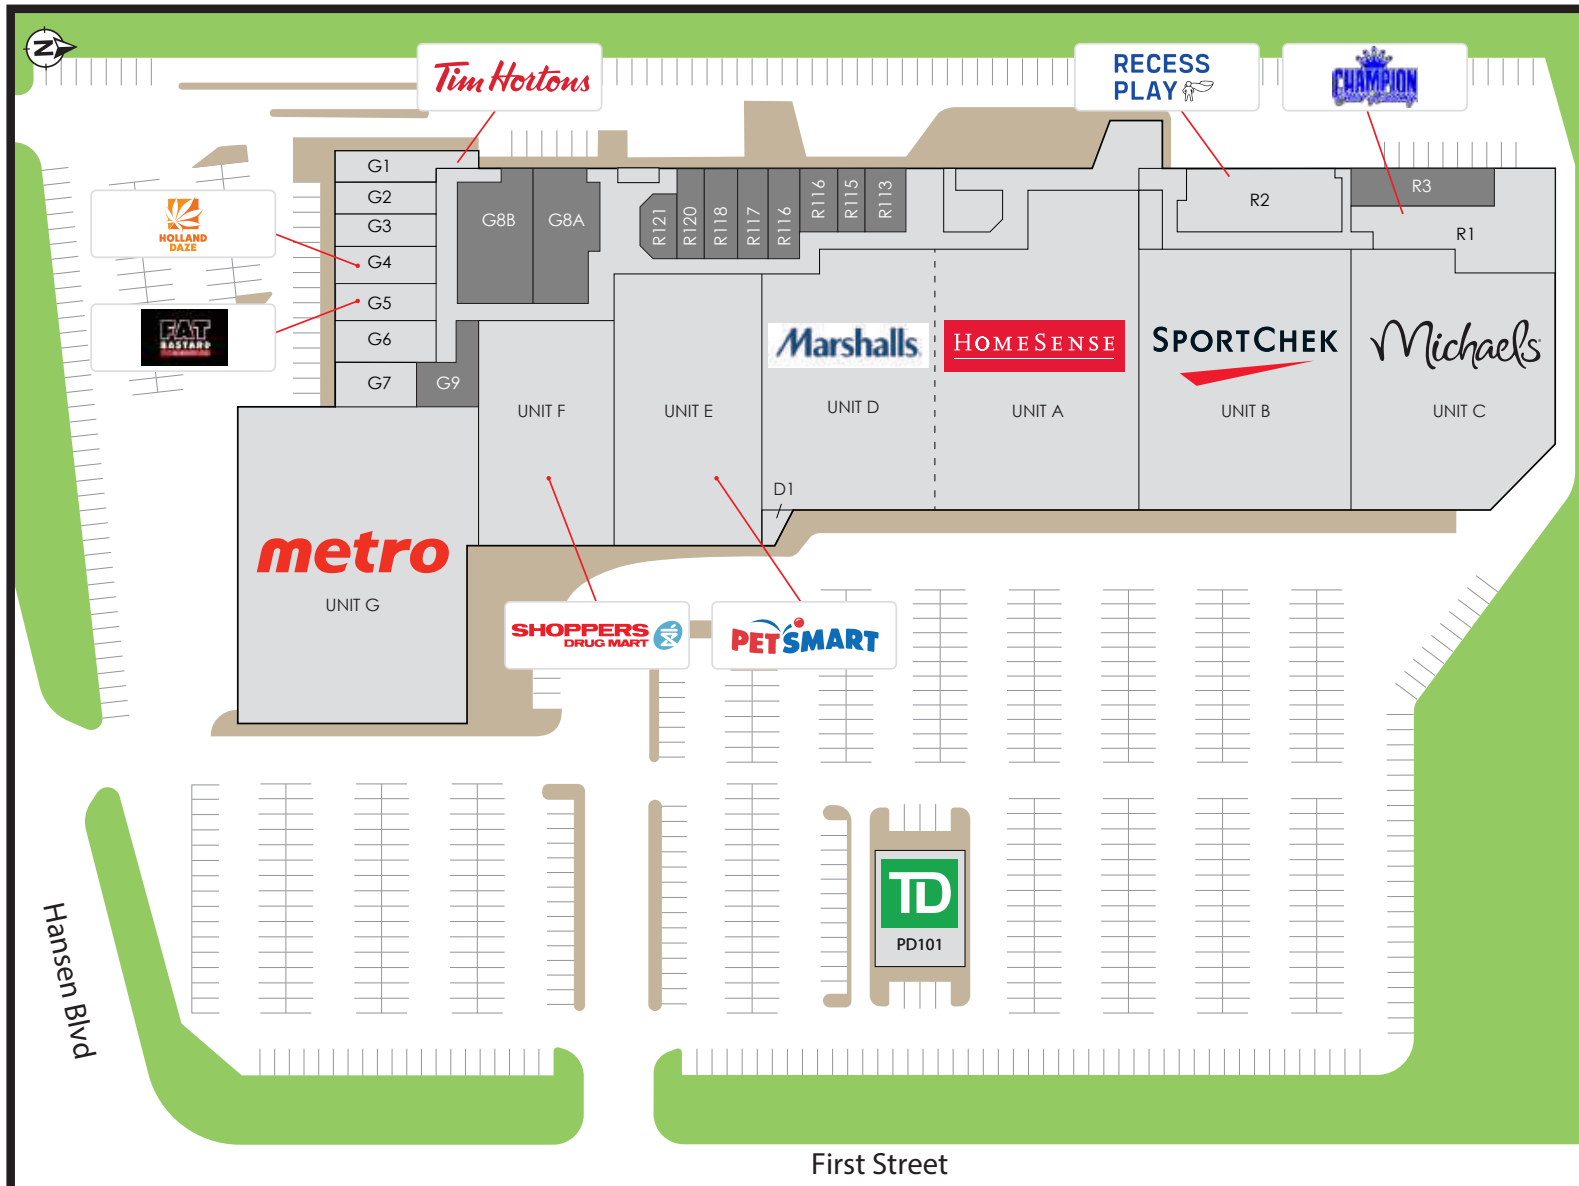 N
Tim Hortons
RECESS
PLAY
CHAMPION
G1
G2
G3
G4
G5
G6
G7
G8B
G8A
G9
R121
R120
R118
R117
R116
R116
R115
R113
R2
R3
R1
HOLLAND
DAZE
FAT
BASTARD
Marshalls
HOMESENSE
SPORTCHEK
Michaels
UNIT F
UNIT E
UNIT D
UNIT A
UNIT B
UNIT C
D1
metro
UNIT G
SHOPPERS
DRUG MART
PETSMART
TD
PD101
Hansen Blvd
First Street